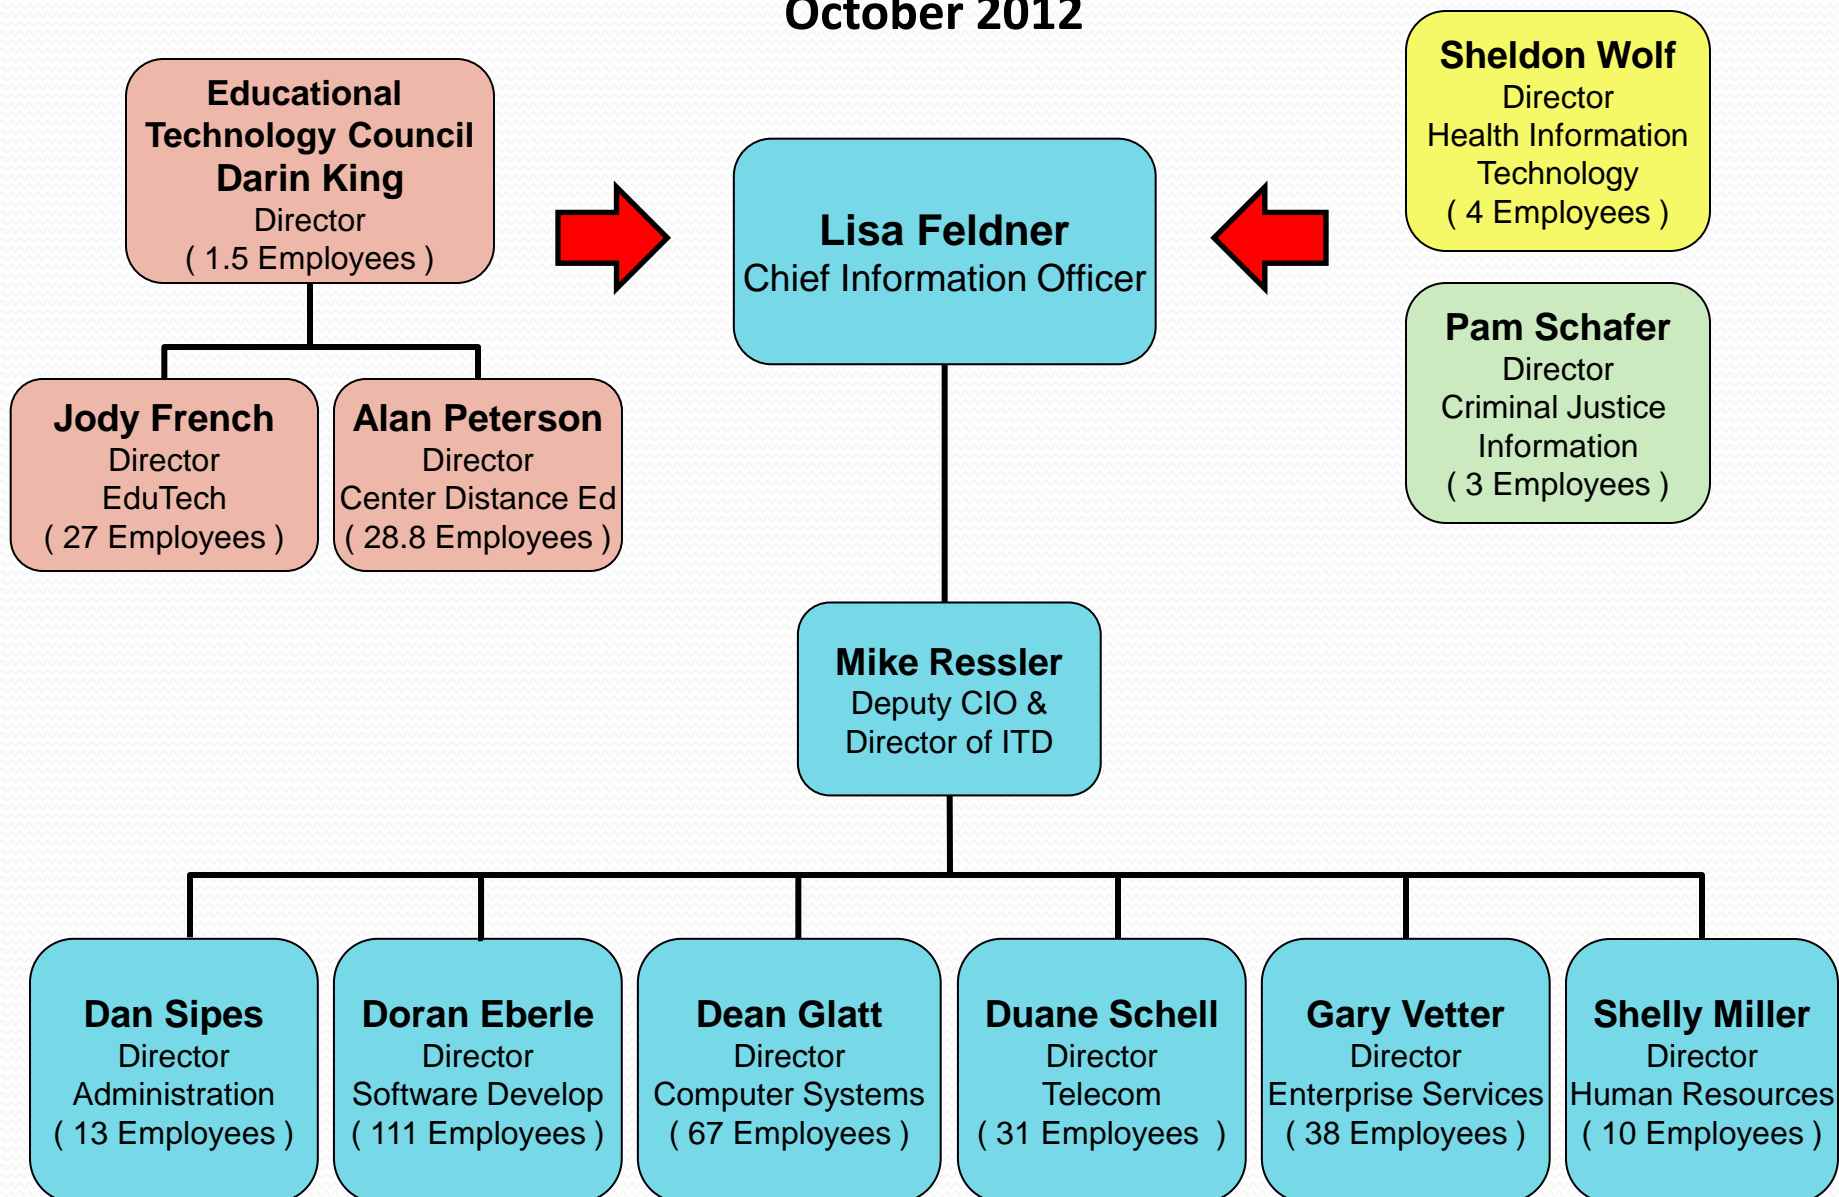 October 2012
Educational
Technology Council
Darin King
Director
( 1.5 Employees )
Sheldon Wolf
Director
Health Information
Technology
( 4 Employees )
Lisa Feldner
Chief Information Officer
Pam Schafer
Director
Criminal Justice
Information
( 3 Employees )
Jody French
Director
EduTech
( 27 Employees )
Alan Peterson
Director
Center Distance Ed
( 28.8 Employees )
Mike Ressler
Deputy CIO &
Director of ITD
Dan Sipes
Director
Administration
( 13 Employees )
Doran Eberle
Director
Software Develop
( 111 Employees )
Dean Glatt
Director
Computer Systems
( 67 Employees )
Duane Schell
Director
Telecom
( 31 Employees )
Gary Vetter
Director
Enterprise Services
( 38 Employees )
Shelly Miller
Director
Human Resources
( 10 Employees )